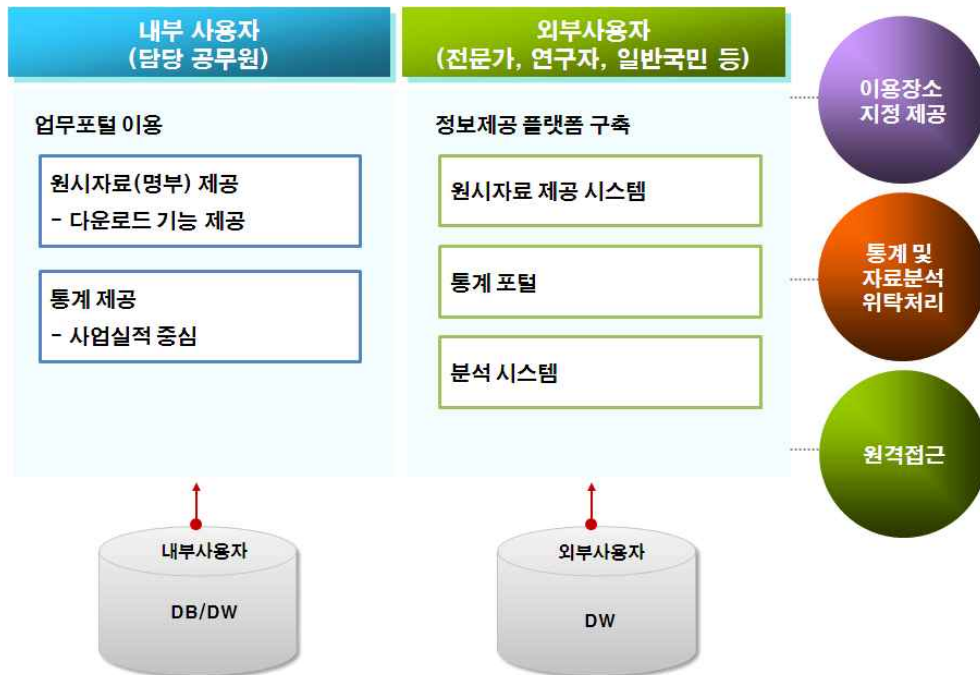 내부 사용자
(담당 공무원)
업무포털 이용
원시자료(명부) 제공
- 다운로드 기능 제공
통계 제공
- 사업실적 중심
내부사용자
DB/DW
외부사용자
(전문가, 연구자, 일반국민 등)
정보제공 플랫폼 구축
원시자료 제공 시스템
통계 포털
분석 시스템
외부사용자
DW
이용장소
지정 제공
통계 및
자료분석
위탁처리
원격접근